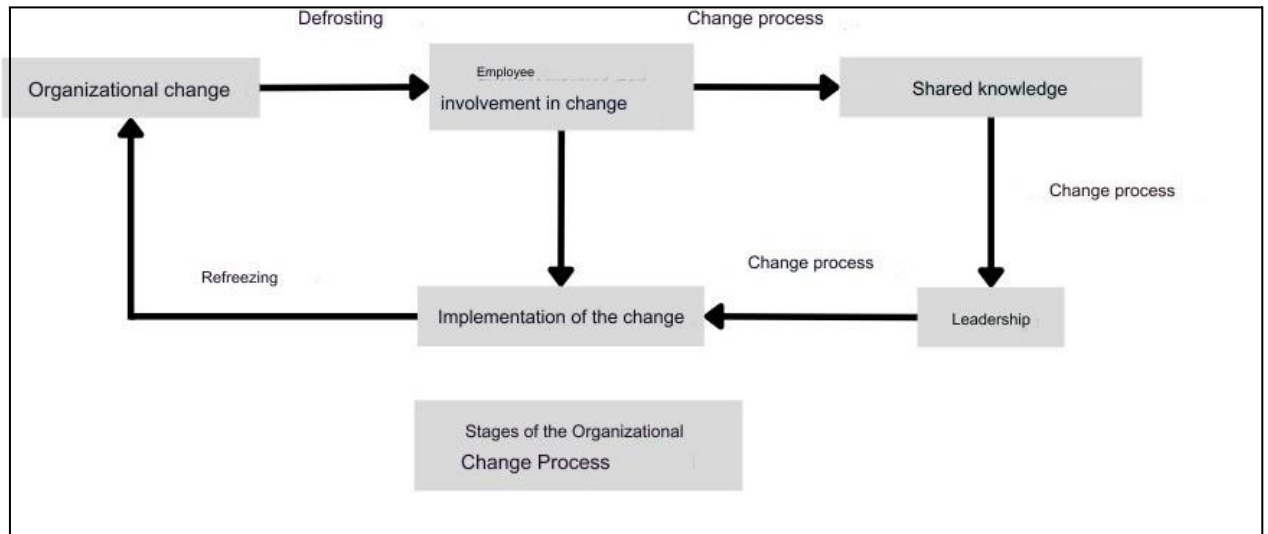 Defrosting
Change process
Organizational change
Employee
involvement in change
Shared knowledge
Change process
Refreezing
Change process
Implementation of the change
Leadership
Stages of the Organizational
Change Process